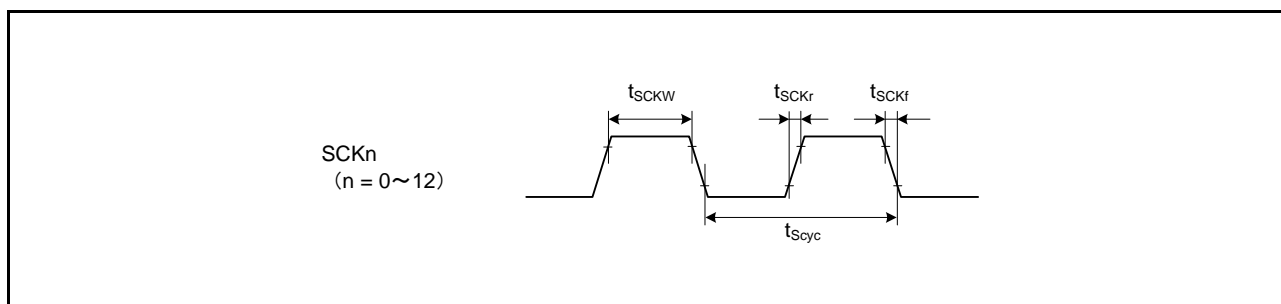 tSCKW
tSCKr
tSCKf
SCKn
（n = 0～12）
tScyc